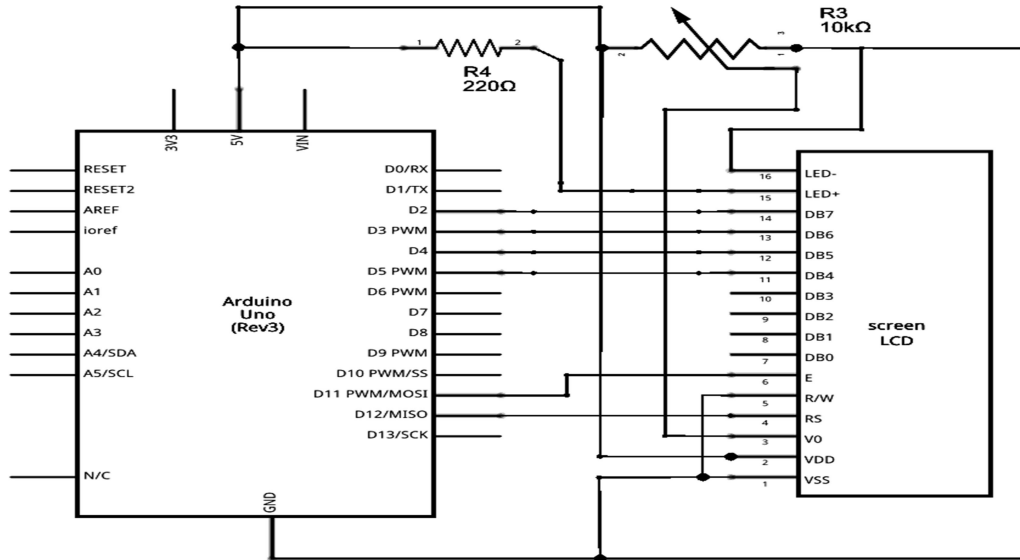 R3
10kΩ
1
2
2
3
1
R4
220Ω
3V3
5V
VIN
RESET
RESET2
AREF
ioref
A0
A1
A2
A3
A4/SDA
A5/SCL
N/C
Arduino
Uno
(Rev3)
D0/RX
D1/TX
D2
D3 PWM
D4
D5 PWM
D6 PWM
D7
D8
D9 PWM
D10 PWM/SS
D11 PWM/MOSI
D12/MISO
D13/SCK
GND
16
15
14
13
12
11
10
9
8
7
6
5
4
3
2
1
LED-
LED+
DB7
DB6
DB5
DB4
DB3
DB2
DB1
DB0
E
R/W
RS
V0
VDD
VSS
screen
LCD